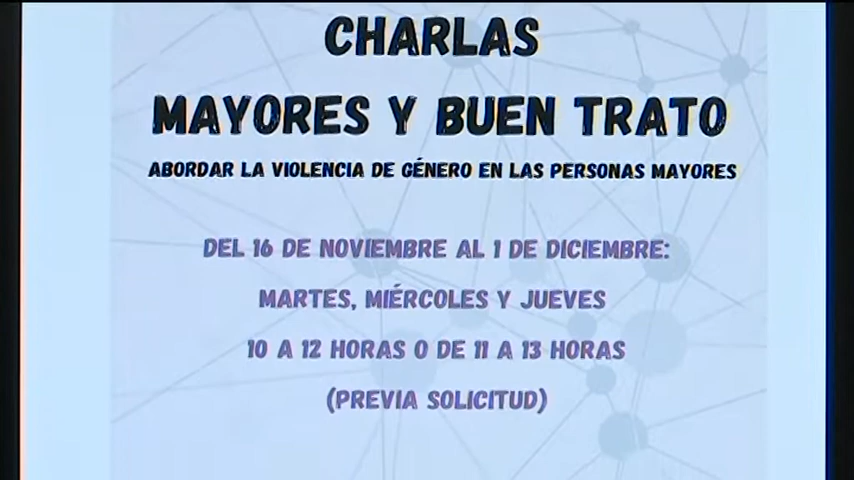 CHARLAS
MAYORES Y BUEN TRATO
ABORDAR LA VIOLENCIA DE GÉNERO EN LAS PERSONAS MAYORES
DEL 16 DE NOVIEMBRE AL 1 DE DICIEMBRE:
MARTES, MIÉRCOLES Y JUEVES
10 A 12 HORAS O DE 11 A 13 HORAS
(PREVIA SOLICITUD)